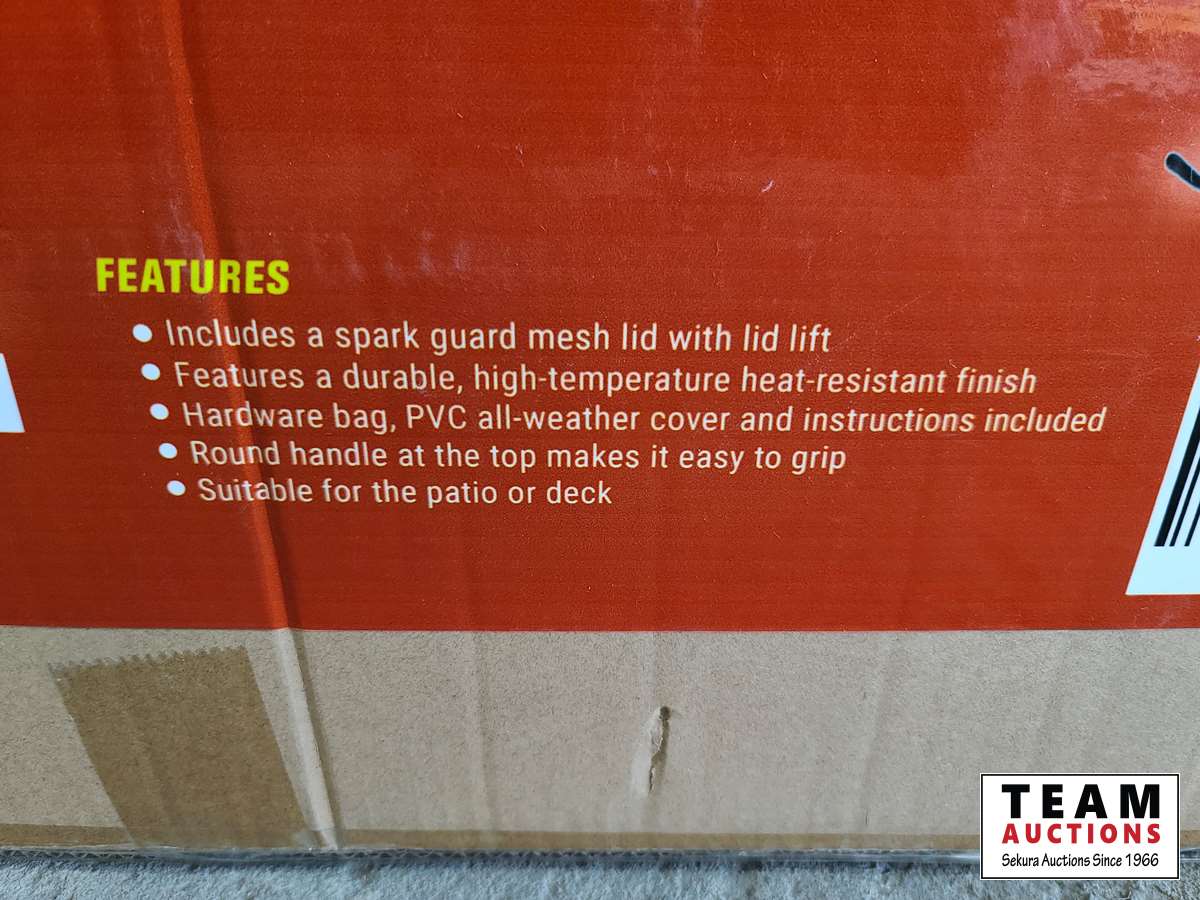 FEATURES
● Includes a spark guard mesh lid with lid lift
● Features a durable, high-temperature heat-resistant finish
● Hardware bag, PVC all-weather cover and instructions included
● Round handle at the top makes it easy to grip
● Suitable for the patio or deck
TEAM
AUCTIONS
Sekura Auctions Since 1966